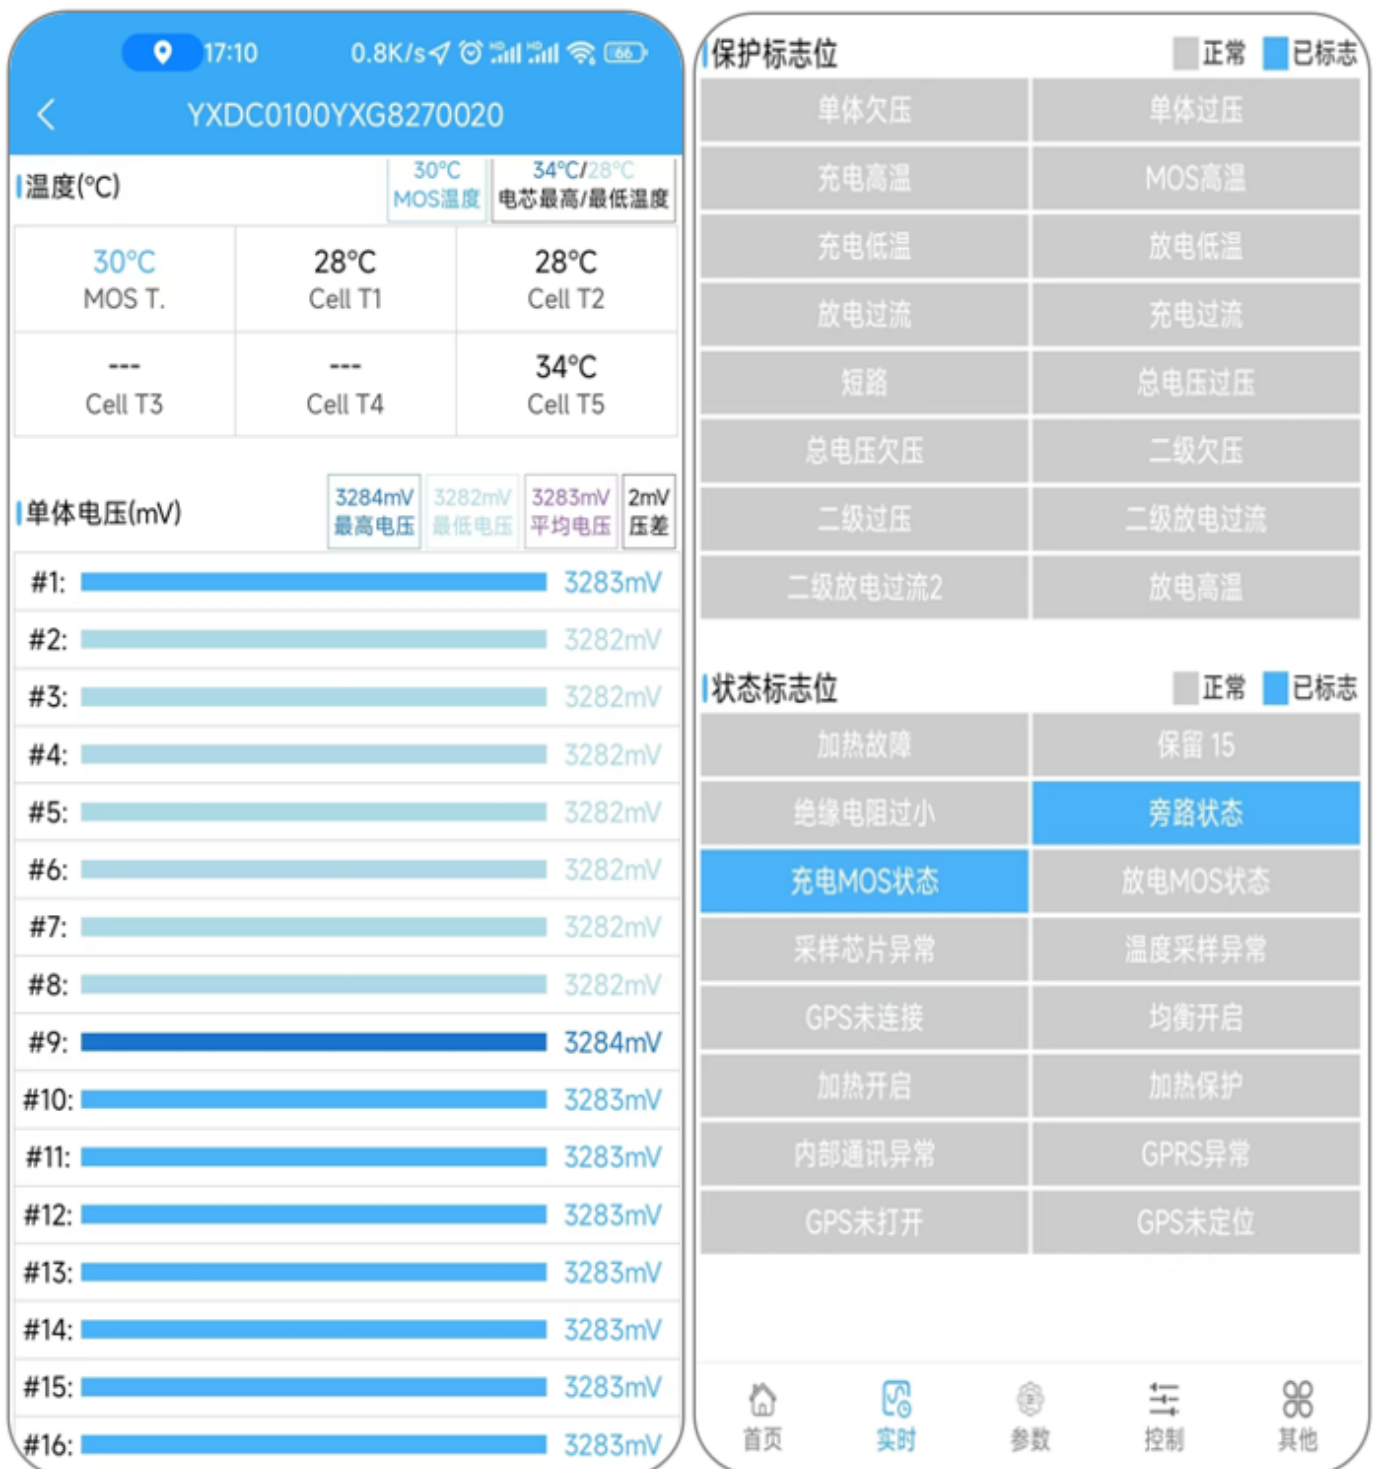 17:10 0.8K/s HD HD 66
YXDC0100YXG8270020
温度(°C)
30°C
MOS温度
34°C/28°C
电芯最高/最低温度
30°C 28°C 28°C
MOS T. Cell T1 Cell T2
--- --- 34°C
Cell T3 Cell T4 Cell T5
单体电压(mV)
3284mV 3282mV 3283mV 2mV
最高电压 最低电压 平均电压 压差
#1: 3283mV
#2: 3282mV
#3: 3282mV
#4: 3282mV
#5: 3282mV
#6: 3282mV
#7: 3282mV
#8: 3282mV
#9: 3284mV
#10: 3283mV
#11: 3283mV
#12: 3283mV
#13: 3283mV
#14: 3283mV
#15: 3283mV
#16: 3283mV
保护标志位 正常 已标志
单体欠压 单体过压
充电高温 MOS高温
充电低温 放电低温
放电过流 充电过流
短路 总电压过压
总电压欠压 二级欠压
二级过压 二级放电过流
二级放电过流2 放电高温
状态标志位 正常 已标志
加热故障 保留 15
绝缘电阻过小 旁路状态
充电MOS状态 放电MOS状态
采样芯片异常 温度采样异常
GPS未连接 均衡开启
加热开启 加热保护
内部通讯异常 GPRS异常
GPS未打开 GPS未定位
首页 实时 参数 控制 其他